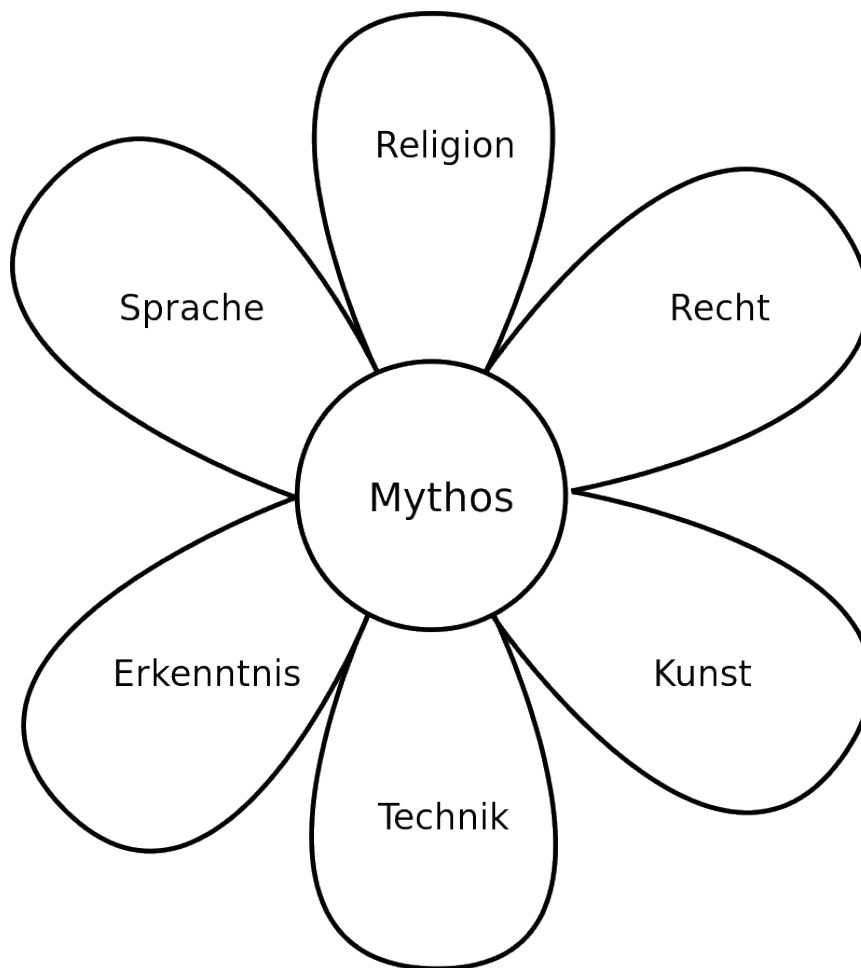 Religion
Sprache
Recht
Mythos
Erkenntnis
Kunst
Technik